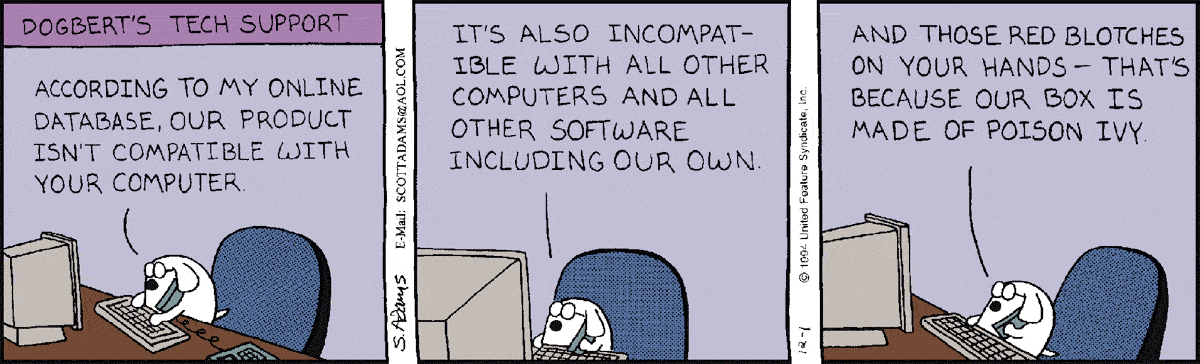 DOGBERT'S TECH SUPPORT
ACCORDING TO MY ONLINE
DATABASE, OUR PRODUCT
ISN'T COMPATIBLE WITH
YOUR COMPUTER.
S. Adams
E-Mail: SCOTTADAMS@AOL.COM
IT'S ALSO INCOMPAT-
IBLE WITH ALL OTHER
COMPUTERS AND ALL
OTHER SOFTWARE
INCLUDING OUR OWN.
12-1
© 1994 United Feature Syndicate, Inc.
AND THOSE RED BLOTCHES
ON YOUR HANDS — THAT'S
BECAUSE OUR BOX IS
MADE OF POISON IVY.